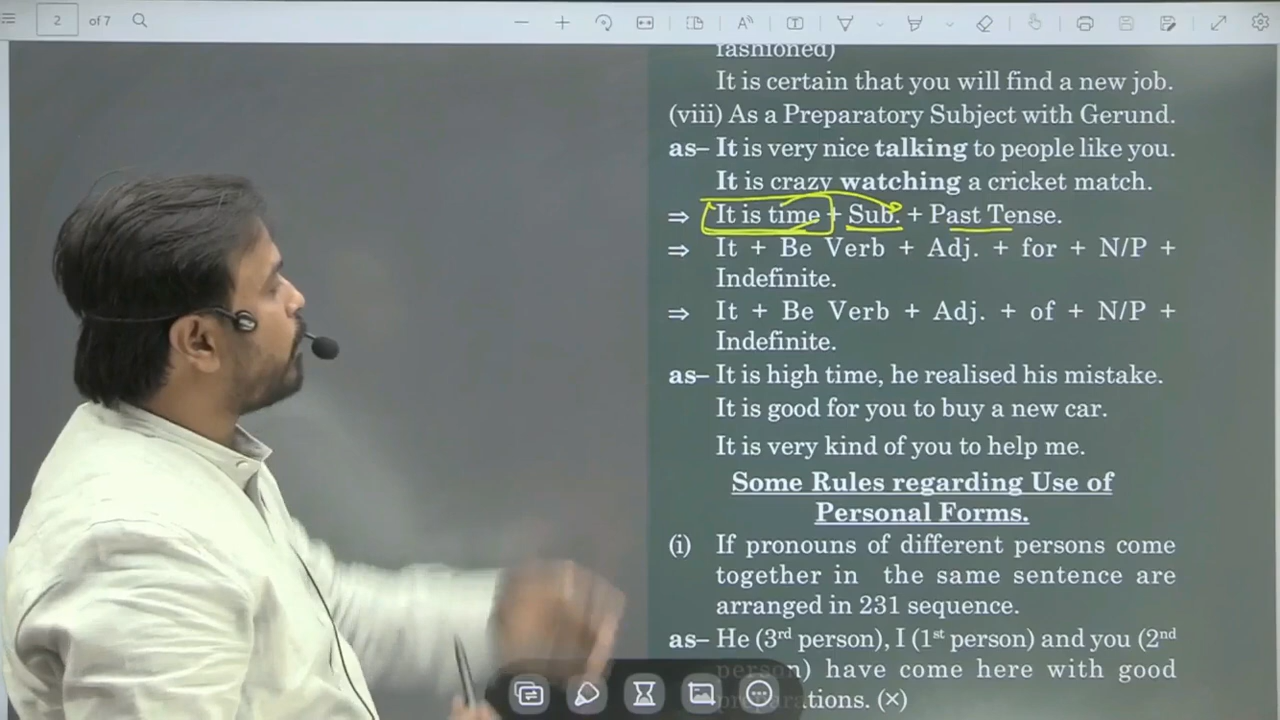 2 of 7
fashioned)
It is certain that you will find a new job.
(viii) As a Preparatory Subject with Gerund.
as– It is very nice talking to people like you.
It is crazy watching a cricket match.
⇒ It is time + Sub. + Past Tense.
⇒ It + Be Verb + Adj. + for + N/P +
Indefinite.
⇒ It + Be Verb + Adj. + of + N/P +
Indefinite.
as– It is high time, he realised his mistake.
It is good for you to buy a new car.
It is very kind of you to help me.
Some Rules regarding Use of
Personal Forms.
(i) If pronouns of different persons come
together in the same sentence are
arranged in 231 sequence.
as– He (3rd person), I (1st person) and you (2nd
person) have come here with good
preparations. (×)